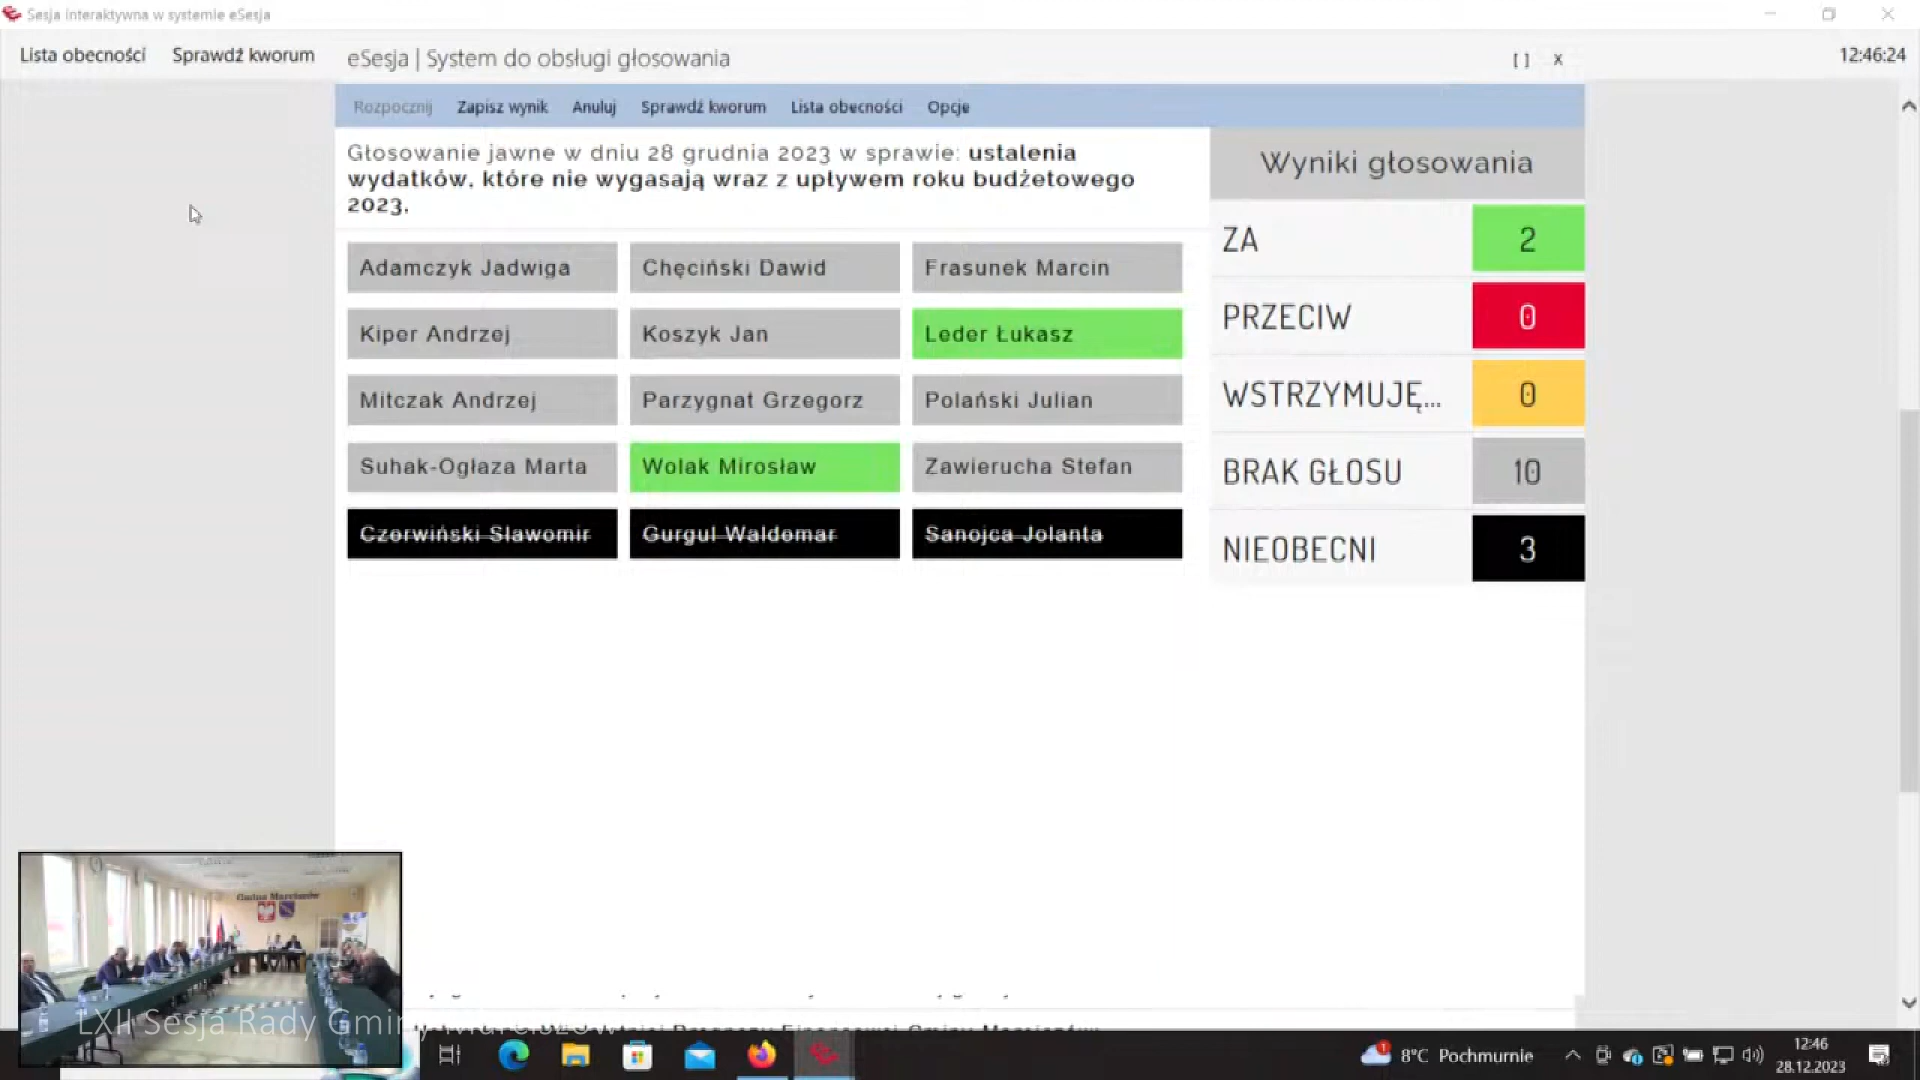 Sesja interaktywna w systemie eSesja
Lista obecności Sprawdź kworum eSesja | System do obsługi głosowania [ ] x 12:46:24
Rozpocznij Zapisz wynik Anuluj Sprawdź kworum Lista obecności Opcje
Głosowanie jawne w dniu 28 grudnia 2023 w sprawie: ustalenia
wydatków, które nie wygasają wraz z upływem roku budżetowego
2023.
Wyniki głosowania
Adamczyk Jadwiga Chęciński Dawid Frasunek Marcin
Kiper Andrzej Koszyk Jan Leder Łukasz
Mitczak Andrzej Parzygnat Grzegorz Polański Julian
Suhak-Ogłaza Marta Wolak Mirosław Zawierucha Stefan
Czerwiński Sławomir Gurgul Waldemar Sanojca Jolanta
ZA 2
PRZECIW 0
WSTRZYMUJĘ... 0
BRAK GŁOSU 10
NIEOBECNI 3
LXII Sesja Rady Gminy
8°C Pochmurnie
12:46
28.12.2023